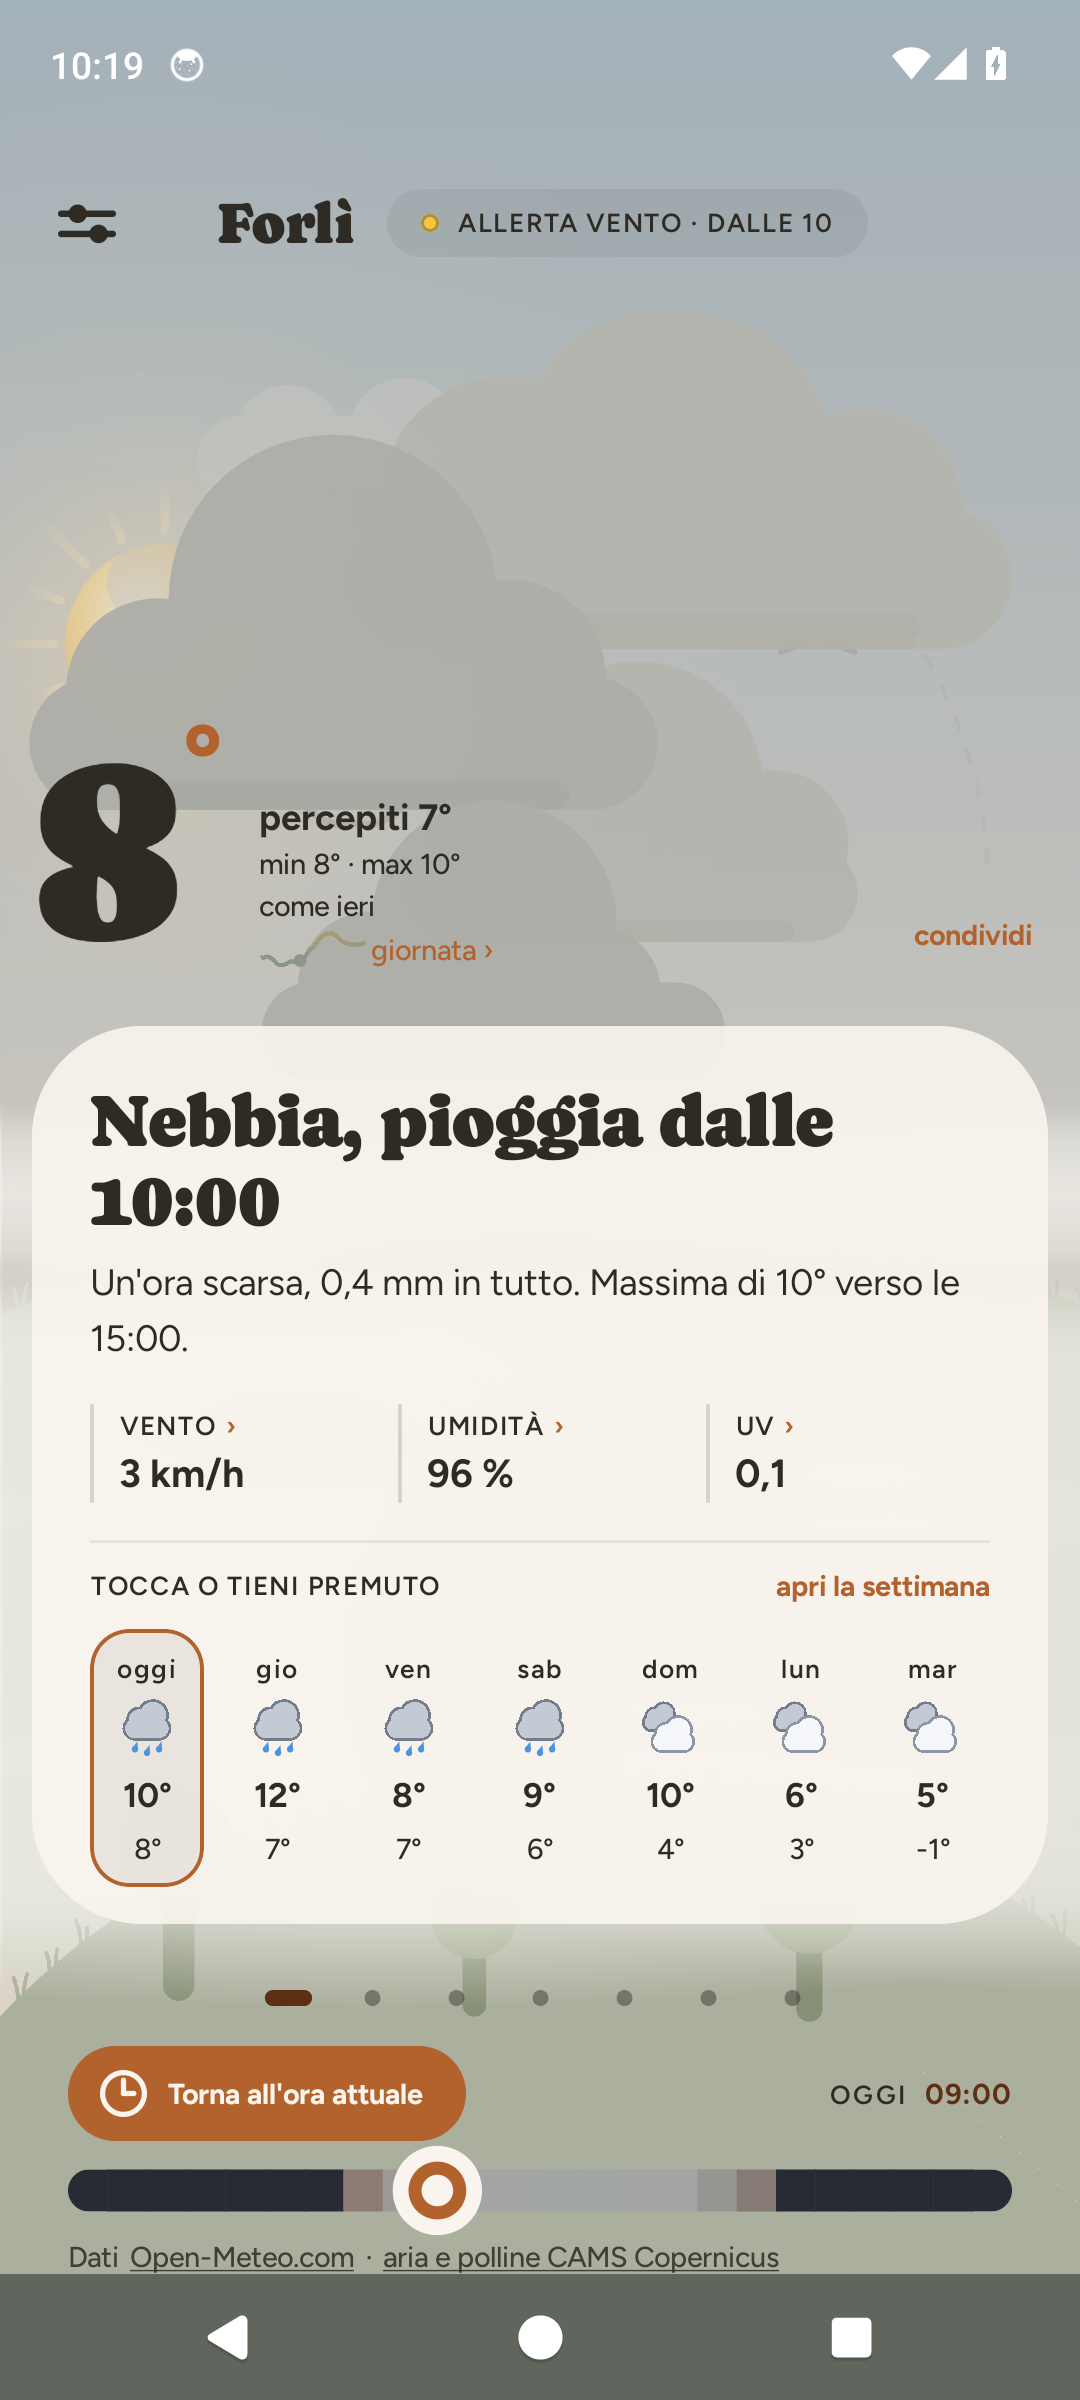 10:19
Forlì
ALLERTA VENTO · DALLE 10
8
percepiti 7°
min 8° · max 10°
come ieri
giornata ›
condividi
Nebbia, pioggia dalle
10:00
Un'ora scarsa, 0,4 mm in tutto. Massima di 10° verso le
15:00.
VENTO › UMIDITÀ › UV ›
3 km/h 96 % 0,1
TOCCA O TIENI PREMUTO apri la settimana
oggi gio ven sab dom lun mar
10° 12° 8° 9° 10° 6° 5°
8° 7° 7° 6° 4° 3° -1°
Torna all'ora attuale OGGI 09:00
Dati Open-Meteo.com · aria e polline CAMS Copernicus